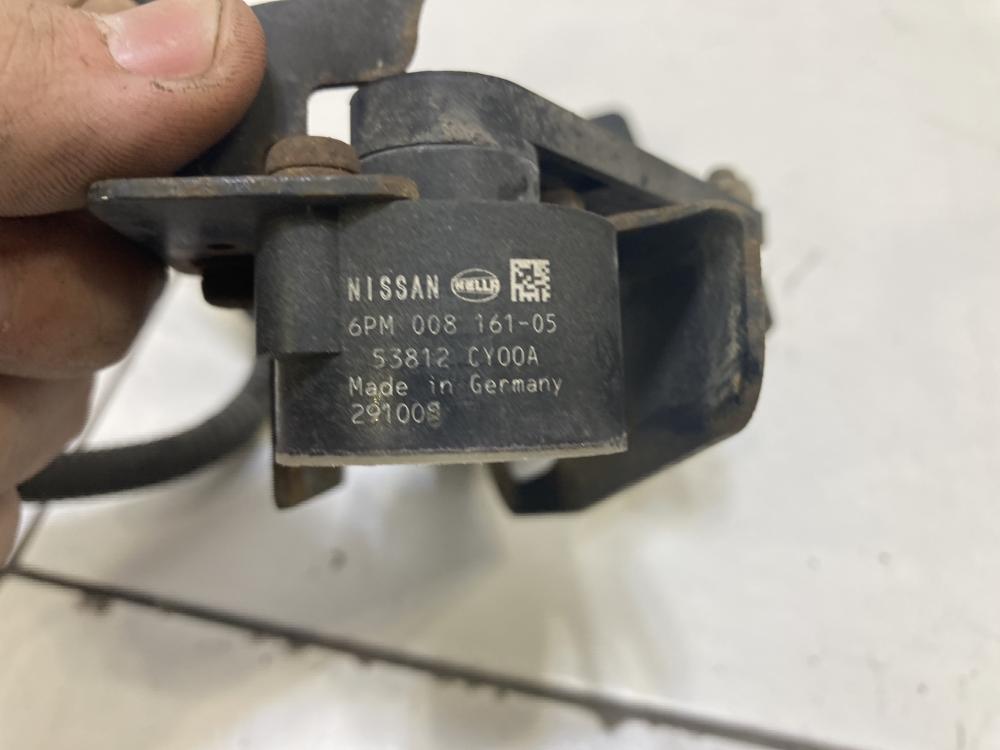 NISSAN HELLA
6PM 008 161-05
53812 CY00A
Made in Germany
291008